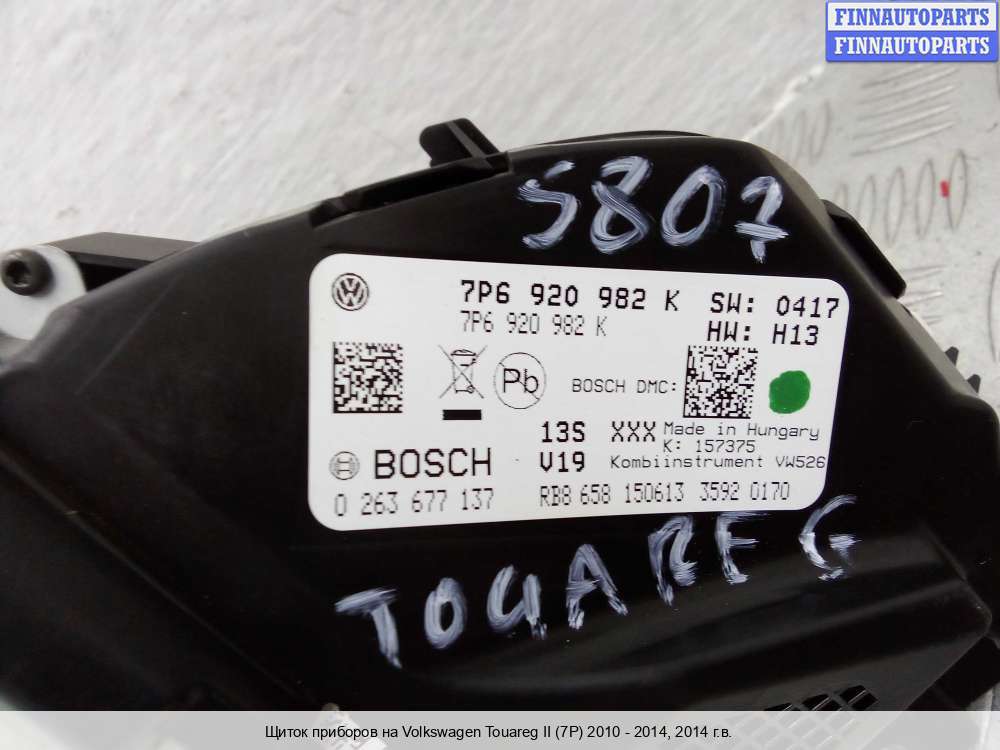 FINNAUTOPARTS
FINNAUTOPARTS
5807
7P6 920 982 K SW: 0417
7P6 920 982 K HW: H13
Pb BOSCH DMC:
13S XXX Made in Hungary
K: 157375
BOSCH V19 Kombiinstrument VW526
0 263 677 137 RB8 658 150613 3592 0170
TOUAREG
Щиток приборов на Volkswagen Touareg II (7P) 2010 - 2014, 2014 г.в.